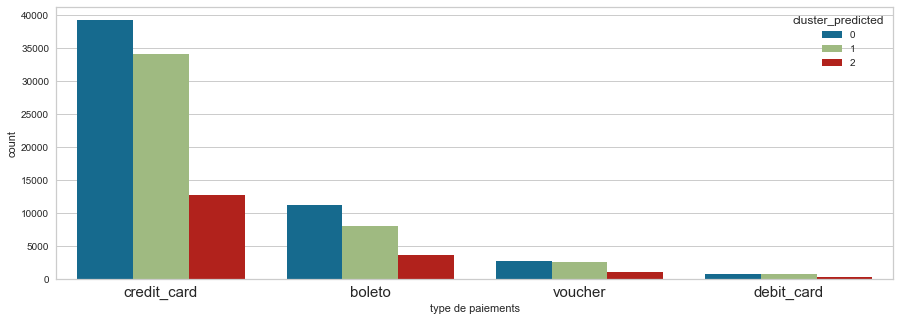 cluster_predicted
0
1
2
count
40000
35000
30000
25000
20000
15000
10000
5000
0
credit_card
boleto
voucher
debit_card
type de paiements